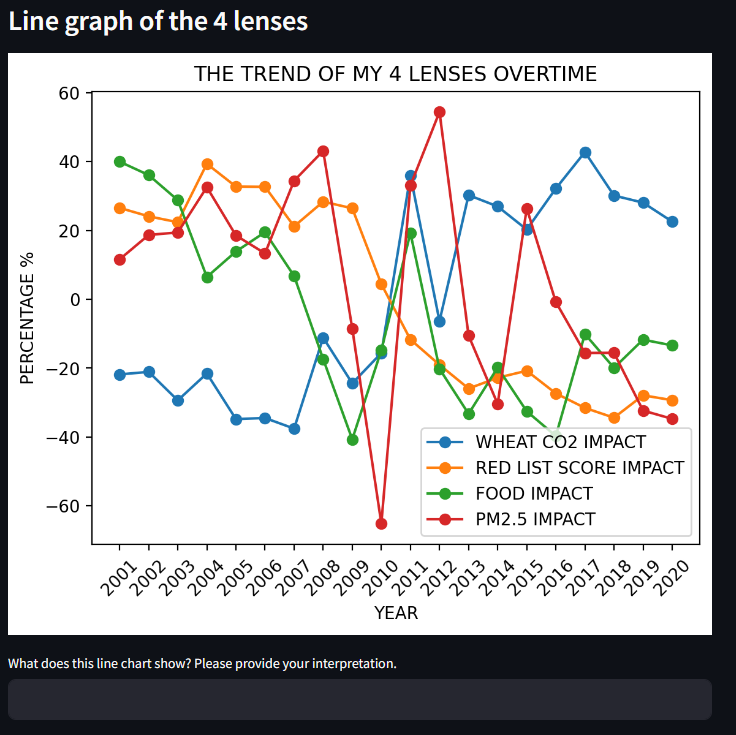 Line graph of the 4 lenses
THE TREND OF MY 4 LENSES OVERTIME
60
40
20
0
−20
−40
−60
PERCENTAGE %
WHEAT CO2 IMPACT
RED LIST SCORE IMPACT
FOOD IMPACT
PM2.5 IMPACT
2001 2002 2003 2004 2005 2006 2007 2008 2009 2010 2011 2012 2013 2014 2015 2016 2017 2018 2019 2020
YEAR
What does this line chart show? Please provide your interpretation.